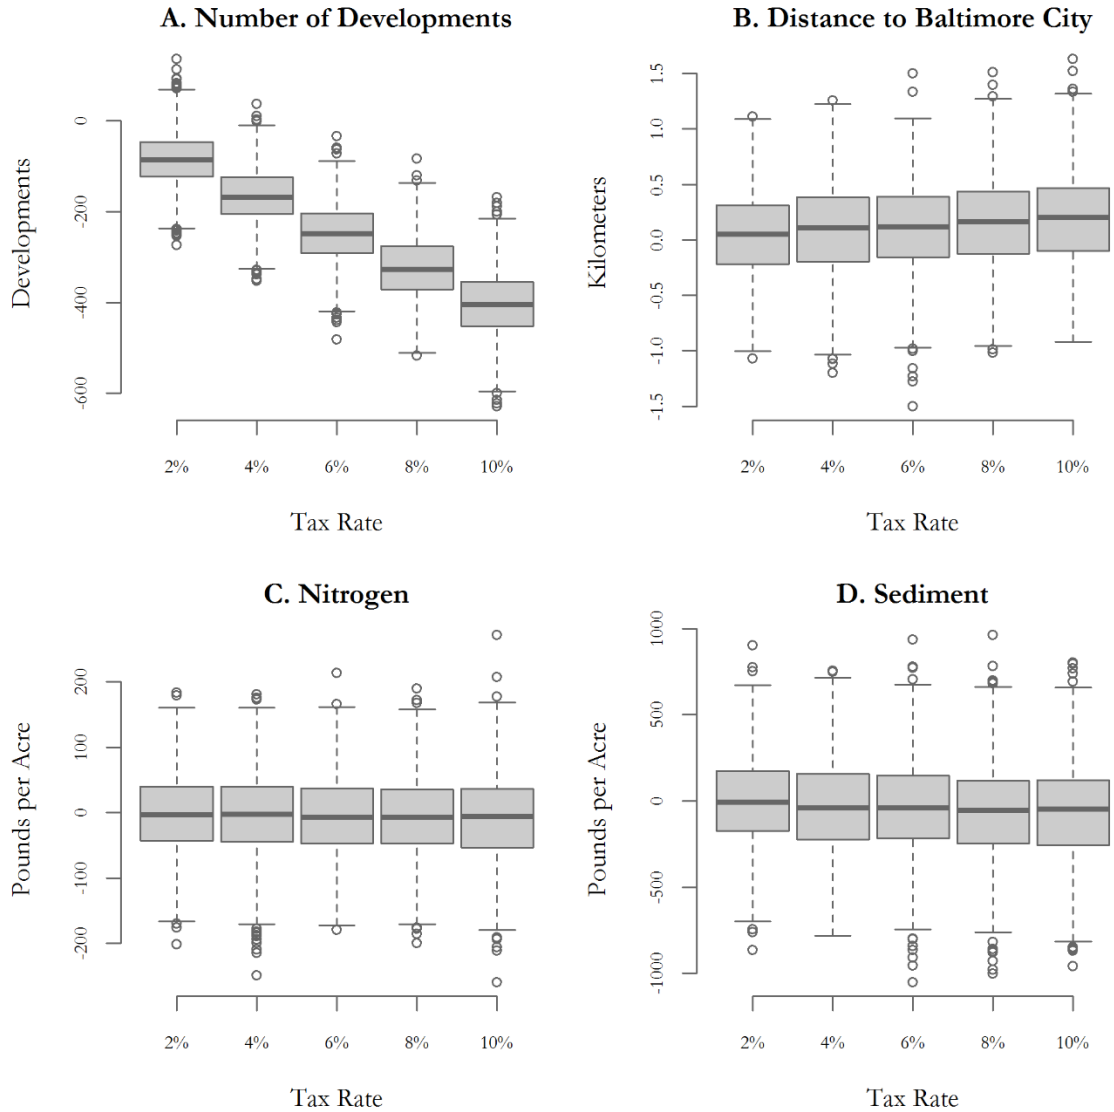 A. Number of Developments
Developments
0
-200
-400
-600
2% 4% 6% 8% 10%
Tax Rate
B. Distance to Baltimore City
Kilometers
1.5
1.0
0.5
0.0
-0.5
-1.0
-1.5
2% 4% 6% 8% 10%
Tax Rate
C. Nitrogen
Pounds per Acre
200
100
0
-100
-200
2% 4% 6% 8% 10%
Tax Rate
D. Sediment
Pounds per Acre
1000
500
0
-500
-1000
2% 4% 6% 8% 10%
Tax Rate